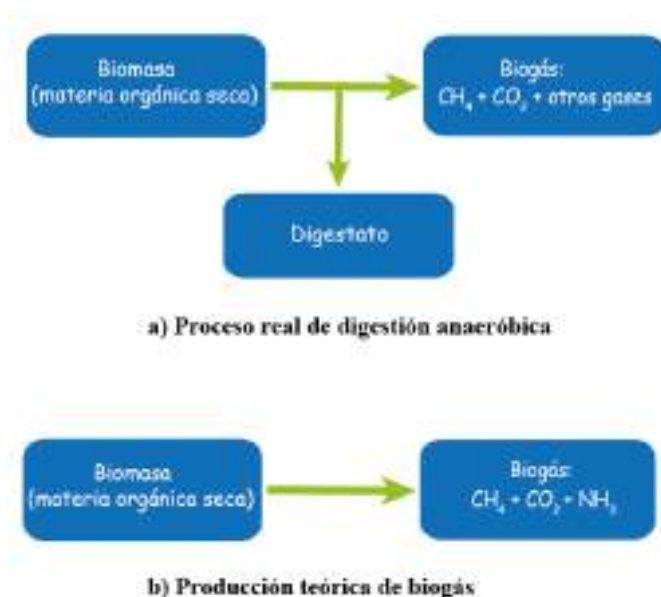 Biomasa
(materia orgánica seca)
Biogás:
CH₄ + CO₂ + otros gases
Digestato
a) Proceso real de digestión anaeróbica
Biomasa
(materia orgánica seca)
Biogás:
CH₄ + CO₂ + NH₃
b) Producción teórica de biogás